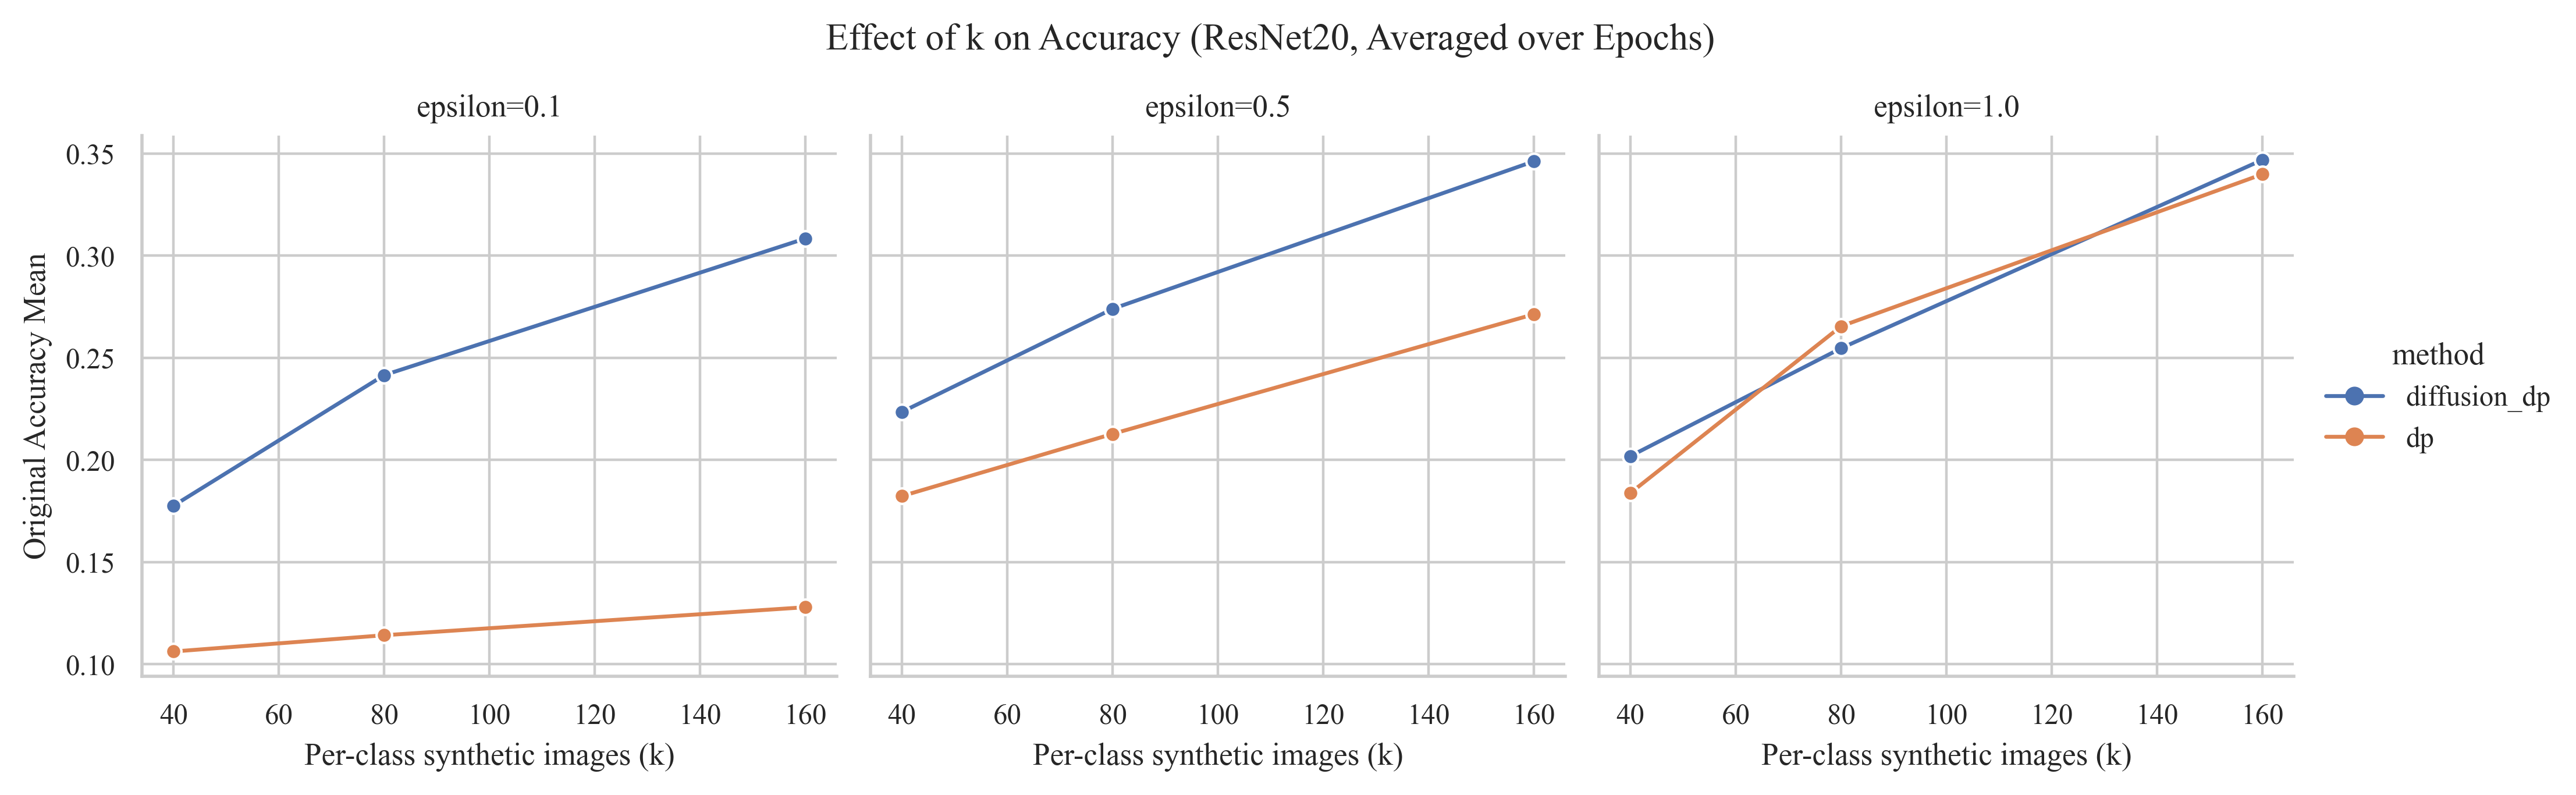 Effect of k on Accuracy (ResNet20, Averaged over Epochs)
epsilon=0.1
epsilon=0.5
epsilon=1.0
Original Accuracy Mean
0.35
0.30
0.25
0.20
0.15
0.10
40 60 80 100 120 140 160
40 60 80 100 120 140 160
40 60 80 100 120 140 160
Per-class synthetic images (k)
Per-class synthetic images (k)
Per-class synthetic images (k)
method
diffusion_dp
dp